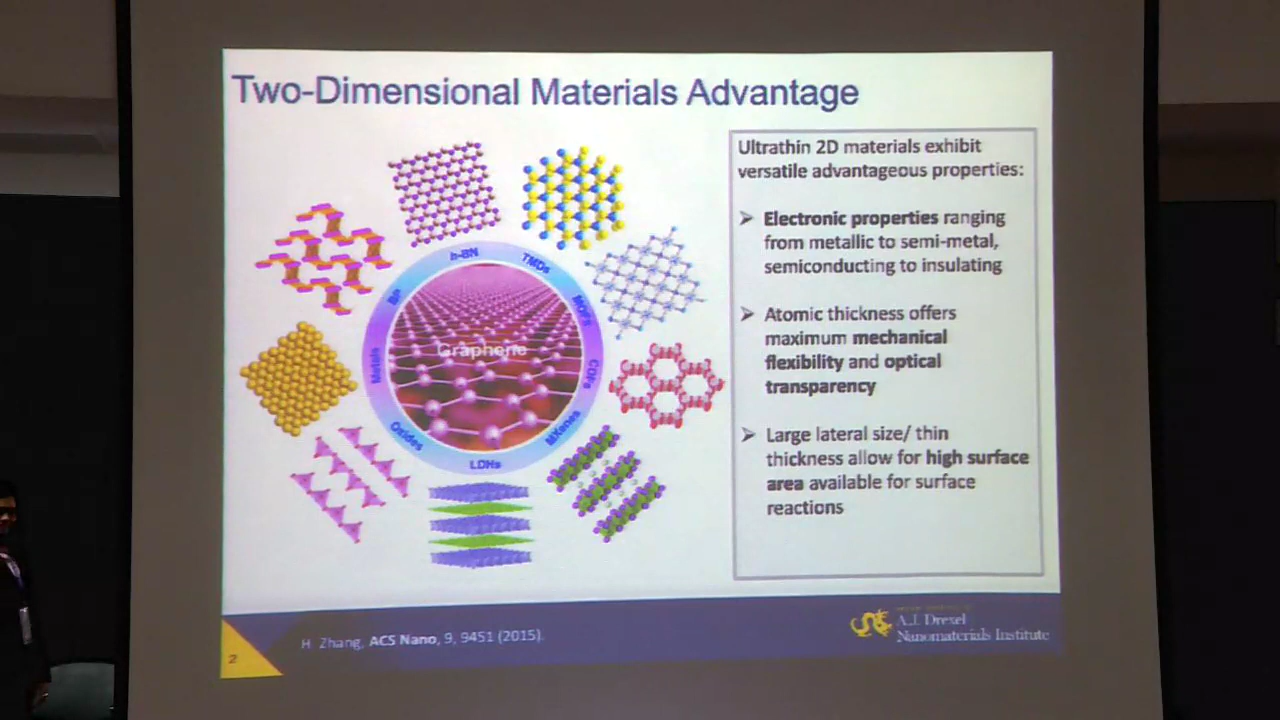 Two-Dimensional Materials Advantage
Ultrathin 2D materials exhibit
versatile advantageous properties:
➢ Electronic properties ranging
from metallic to semi-metal,
semiconducting to insulating
➢ Atomic thickness offers
maximum mechanical
flexibility and optical
transparency
➢ Large lateral size/ thin
thickness allow for high surface
area available for surface
reactions
h-BN
TMDs
MOFs
COFs
MXenes
LDHs
Oxides
Metals
BP
Graphene
H. Zhang, ACS Nano, 9, 9451 (2015).
2
A.J. Drexel
Nanomaterials Institute